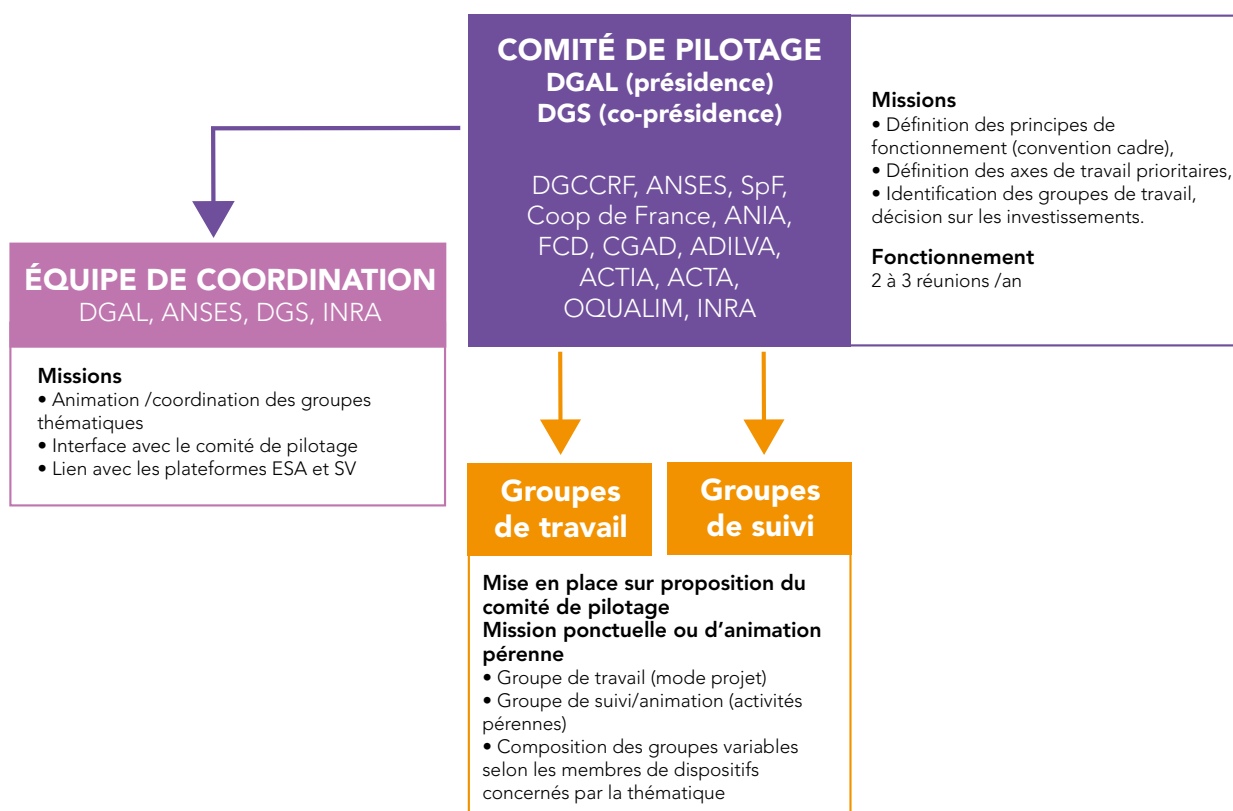 COMITÉ DE PILOTAGE
DGAL (présidence)
DGS (co-présidence)
DGCCRF, ANSES, SpF,
Coop de France, ANIA,
FCD, CGAD, ADILVA,
ACTIA, ACTA,
OQUALIM, INRA
Missions
• Définition des principes de
fonctionnement (convention cadre),
• Définition des axes de travail prioritaires,
• Identification des groupes de travail,
décision sur les investissements.
Fonctionnement
2 à 3 réunions /an
ÉQUIPE DE COORDINATION
DGAL, ANSES, DGS, INRA
Missions
• Animation /coordination des groupes
thématiques
• Interface avec le comité de pilotage
• Lien avec les plateformes ESA et SV
Groupes
de travail
Groupes
de suivi
Mise en place sur proposition du
comité de pilotage
Mission ponctuelle ou d’animation
pérenne
• Groupe de travail (mode projet)
• Groupe de suivi/animation (activités
pérennes)
• Composition des groupes variables
selon les membres de dispositifs
concernés par la thématique